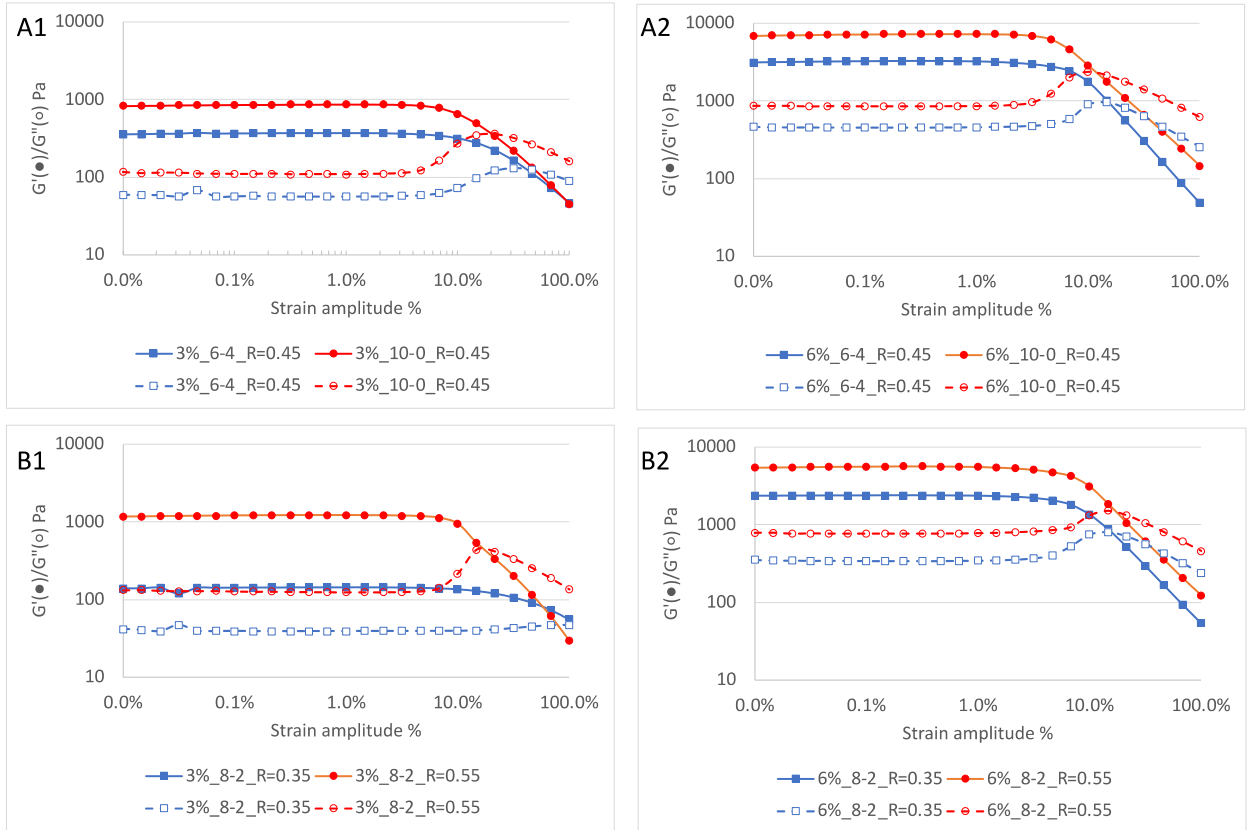 A1
10000
1000
100
10
G'(●)/G''(○) Pa
0.0% 0.1% 1.0% 10.0% 100.0%
Strain amplitude %
3%_6-4_R=0.45 3%_10-0_R=0.45
3%_6-4_R=0.45 3%_10-0_R=0.45
A2
10000
1000
100
10
G'(●)/G''(○) Pa
0.0% 0.1% 1.0% 10.0% 100.0%
Strain amplitude %
6%_6-4_R=0.45 6%_10-0_R=0.45
6%_6-4_R=0.45 6%_10-0_R=0.45
B1
10000
1000
100
10
G'(●)/G''(○) Pa
0.0% 0.1% 1.0% 10.0% 100.0%
Strain amplitude %
3%_8-2_R=0.35 3%_8-2_R=0.55
3%_8-2_R=0.35 3%_8-2_R=0.55
B2
10000
1000
100
10
G'(●)/G''(○) Pa
0.0% 0.1% 1.0% 10.0% 100.0%
Strain amplitude %
6%_8-2_R=0.35 6%_8-2_R=0.55
6%_8-2_R=0.35 6%_8-2_R=0.55